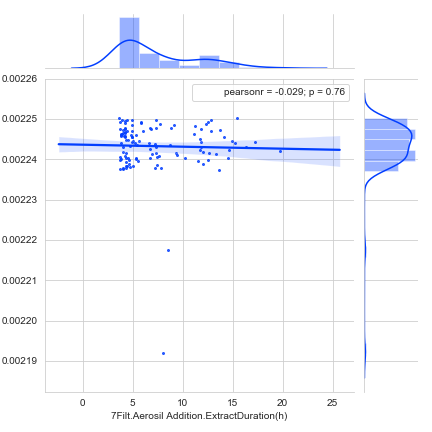 0.00226
pearsonr = -0.029; p = 0.76
0.00225
0.00224
0.00223
0.00222
0.00221
0.00220
0.00219
0 5 10 15 20 25
7Filt.Aerosil Addition.ExtractDuration(h)